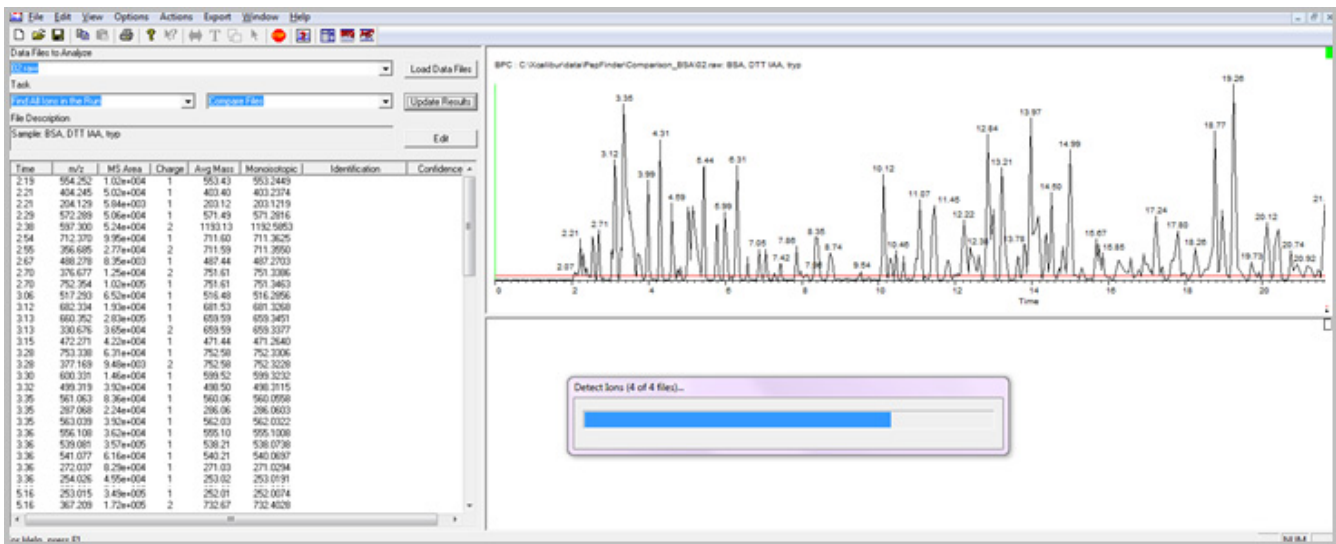 File Edit View Options Actions Export Window Help
Data Files to Analyze
02.raw
Load Data Files
Task
Find All Ions in the Run
Compare Files
Update Results
File Description
Sample: BSA, DTT IAA, tryp
Edit
Time m/z MS Area Charge Avg Mass Monoisotopic Identification Confidence
2.19 554.252 1.02e+004 1 553.43 553.2449
2.21 404.245 5.02e+004 1 403.40 403.2374
2.21 204.129 5.84e+003 1 203.12 203.1219
2.29 572.289 5.06e+004 1 571.49 571.2816
2.38 597.300 5.24e+004 2 1193.13 1192.5853
2.54 712.370 9.95e+004 1 711.60 711.3625
2.55 356.685 2.77e+004 2 711.59 711.3550
2.67 488.278 8.35e+003 1 487.44 487.2703
2.70 376.677 1.25e+004 2 751.61 751.3386
2.70 752.354 1.02e+005 1 751.61 751.3463
3.06 517.293 6.52e+004 1 516.48 516.2856
3.12 682.334 1.93e+004 1 681.53 681.3268
3.13 660.352 2.83e+005 1 659.59 659.3451
3.13 330.676 3.65e+004 2 659.59 659.3377
3.15 472.271 4.22e+004 1 471.44 471.2640
3.28 753.338 6.31e+004 1 752.58 752.3306
3.28 377.169 9.48e+003 2 752.58 752.3228
3.30 600.331 1.46e+004 1 599.52 599.3232
3.32 499.319 3.92e+004 1 498.50 498.3115
3.35 561.063 8.36e+004 1 560.06 560.0558
3.35 287.068 2.24e+004 1 286.06 286.0603
3.35 563.039 3.92e+004 1 562.03 562.0322
3.36 556.108 3.62e+004 1 555.10 555.1008
3.36 539.081 3.57e+005 1 538.21 538.0738
3.36 541.077 6.16e+004 1 540.21 540.0697
3.36 272.037 8.29e+004 1 271.03 271.0294
3.36 254.026 4.55e+004 1 253.02 253.0191
5.16 253.015 3.49e+005 1 252.01 252.0074
5.16 367.209 1.72e+005 2 732.67 732.4028
BPC : C:\Xcalibur\data\PepFinder\Comparison_BSA\02.raw: BSA, DTT IAA, tryp
19.26
3.35
13.97
18.77
12.84
4.31
14.99
3.12
5.44
6.31
13.21
10.12
3.99
14.50
11.07
11.45
4.59
5.99
12.22
17.24
20.12
2.21
2.71
8.35
17.80
21.
7.05
7.86
8.74
10.46
12.38
13.78
15.67
15.85
18.26
20.74
2.07
7.42
7.98
9.54
19.73
20.92
0 2 4 6 8 10 12 14 16 18 20
Time
Detect Ions (4 of 4 files)...
or Help, press F1
NUM